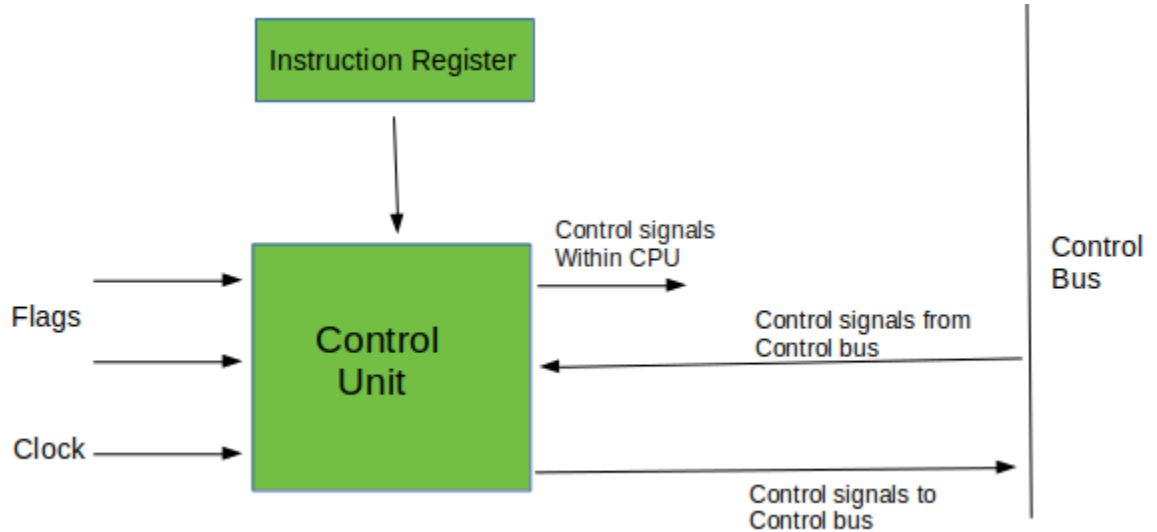 Instruction Register
Control signals
Within CPU
Control
Bus
Flags
Control signals from
Control bus
Control
Unit
Clock
Control signals to
Control bus